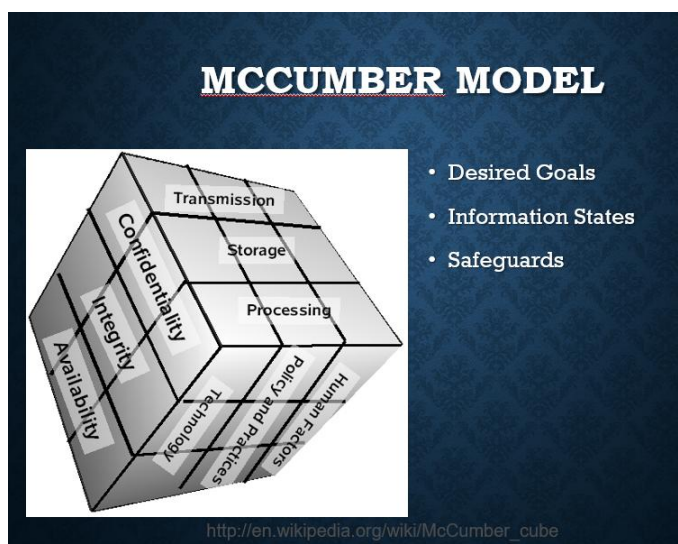 MCCUMBER MODEL
Transmission
Storage
Processing
Confidentiality
Integrity
Availability
Technology
Policy and Practices
Human Factors
• Desired Goals
• Information States
• Safeguards
http://en.wikipedia.org/wiki/McCumber_cube